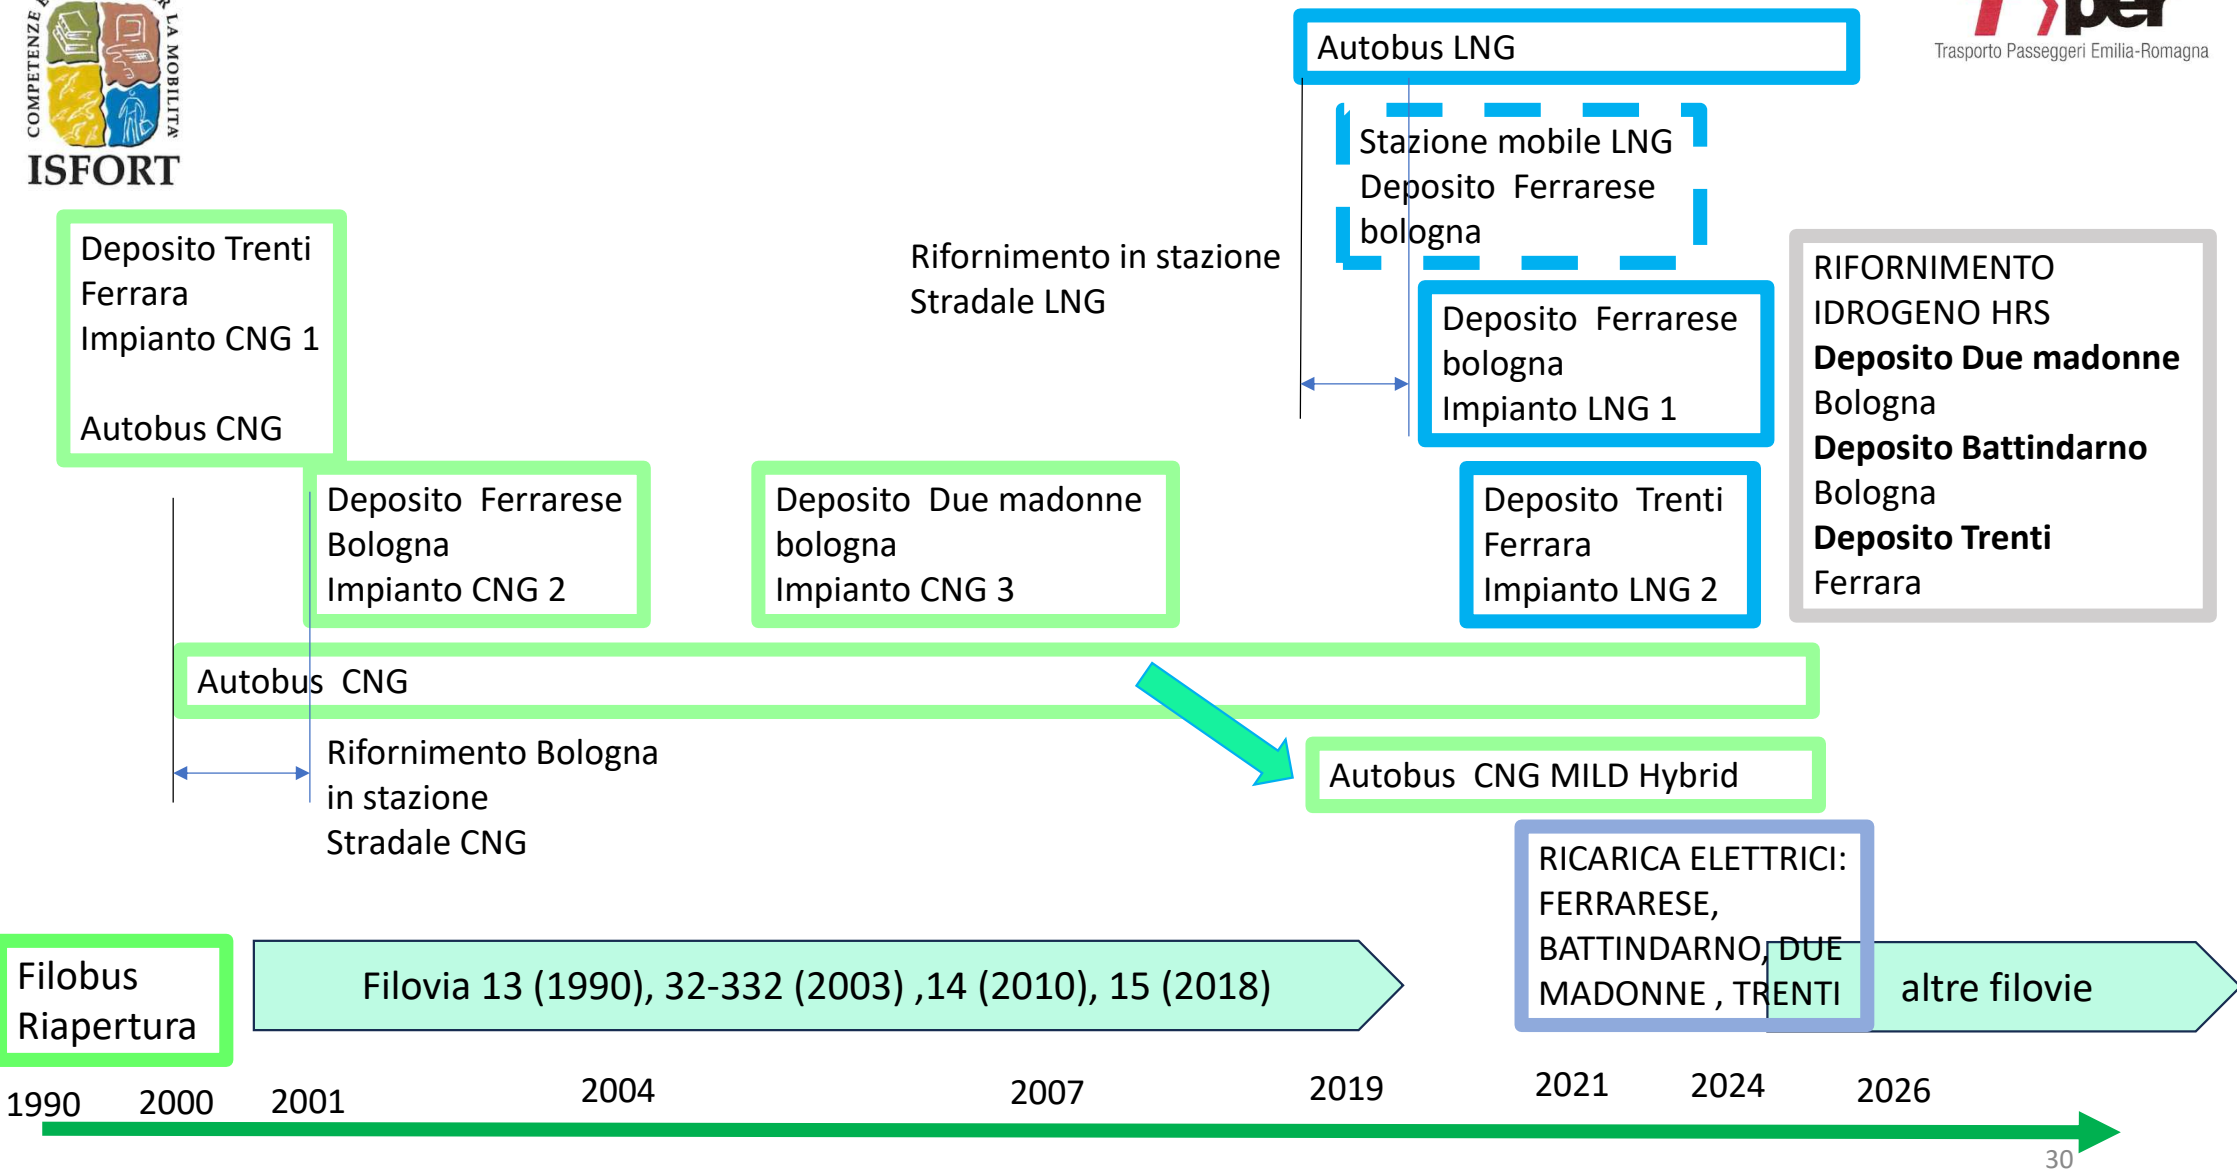 COMPETENZE
LA MOBILITA'
ISFORT
per
Trasporto Passeggeri Emilia-Romagna
Autobus LNG
Stazione mobile LNG
Deposito Ferrarese
bologna
Rifornimento in stazione
Stradale LNG
Deposito Trenti
Ferrara
Impianto CNG 1
Autobus CNG
Deposito Ferrarese
bologna
Impianto LNG 1
RIFORNIMENTO
IDROGENO HRS
Deposito Due madonne
Bologna
Deposito Battindarno
Bologna
Deposito Trenti
Ferrara
Deposito Ferrarese
Bologna
Impianto CNG 2
Deposito Due madonne
bologna
Impianto CNG 3
Deposito Trenti
Ferrara
Impianto LNG 2
Autobus CNG
Rifornimento Bologna
in stazione
Stradale CNG
Autobus CNG MILD Hybrid
RICARICA ELETTRICI:
FERRARESE,
BATTINDARNO, DUE
MADONNE , TRENTI
Filobus
Riapertura
Filovia 13 (1990), 32-332 (2003) ,14 (2010), 15 (2018)
altre filovie
1990 2000 2001 2004 2007 2019 2021 2024 2026
30